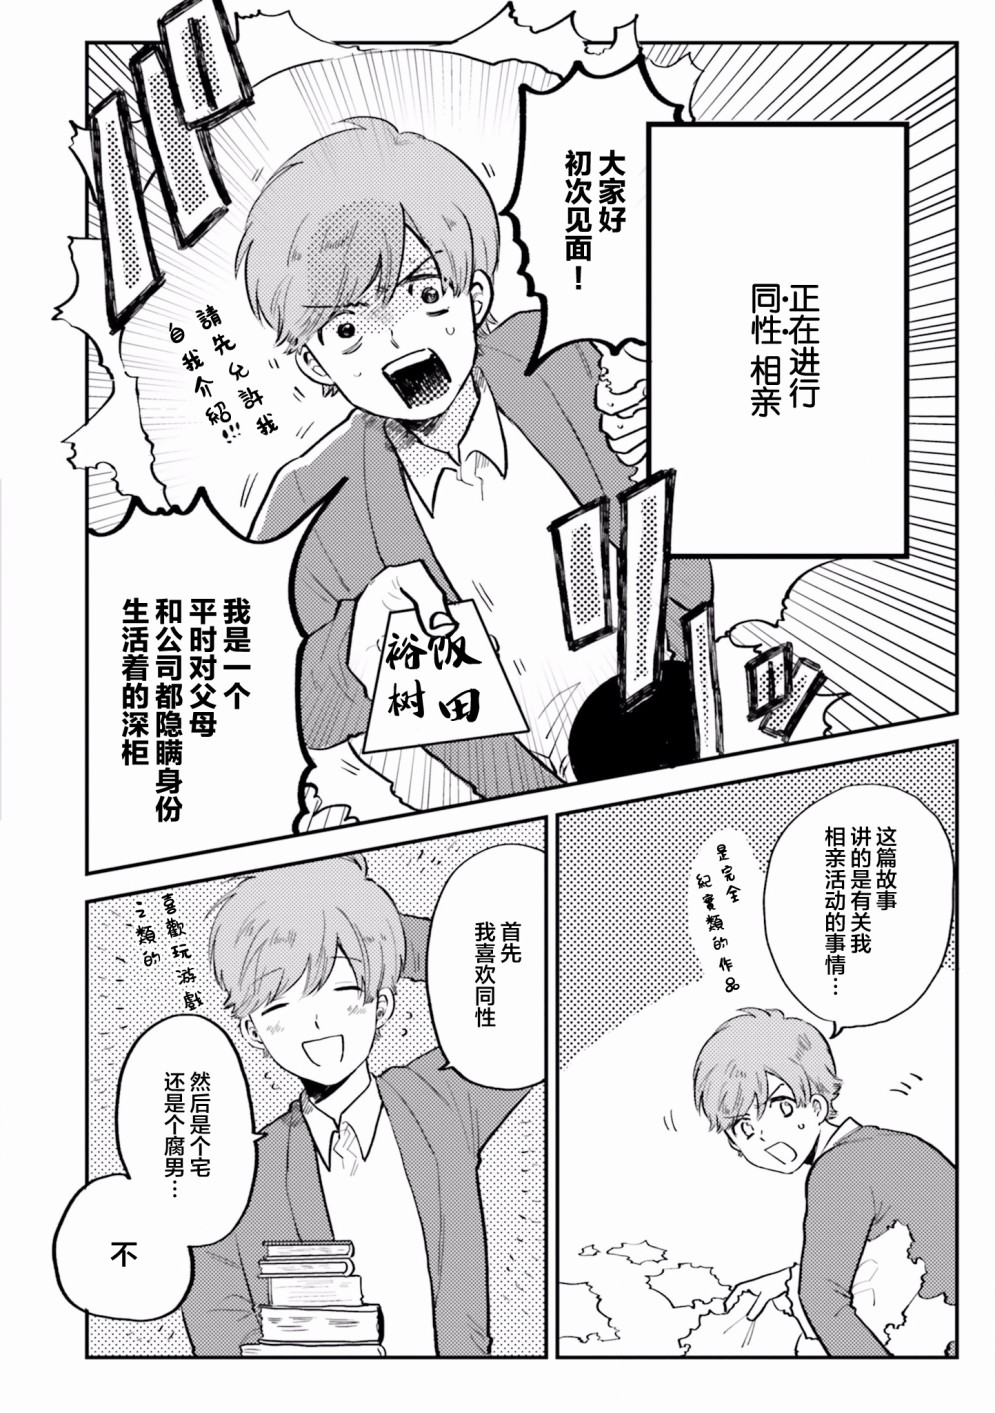 正在进行
同性相亲
大家好
初次见面！
請先允許我
自我介紹!!!
饭田
裕树
我是一个
平时对父母
和公司都隐瞒身份
生活着的深柜
这篇故事
讲的是有关我
相亲活动的事情…
是完全
紀實類的作品
首先
我喜欢同性
喜歡玩游戲
之類的
然后是个宅
还是个腐男…
不